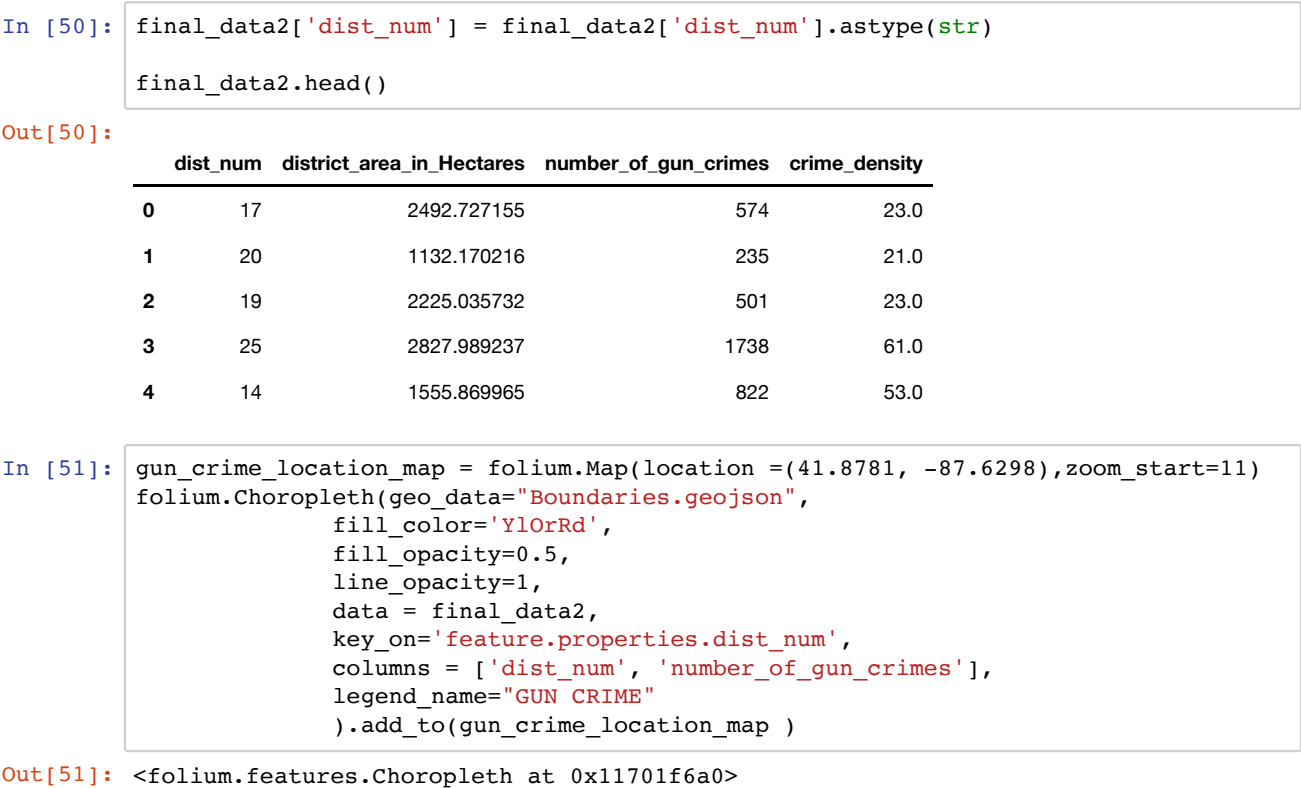 In [50]: final_data2['dist_num'] = final_data2['dist_num'].astype(str)
final_data2.head()
Out[50]:
dist_num district_area_in_Hectares number_of_gun_crimes crime_density
0 17 2492.727155 574 23.0
1 20 1132.170216 235 21.0
2 19 2225.035732 501 23.0
3 25 2827.989237 1738 61.0
4 14 1555.869965 822 53.0
In [51]: gun_crime_location_map = folium.Map(location =(41.8781, -87.6298),zoom_start=11)
folium.Choropleth(geo_data="Boundaries.geojson",
fill_color='YlOrRd',
fill_opacity=0.5,
line_opacity=1,
data = final_data2,
key_on='feature.properties.dist_num',
columns = ['dist_num', 'number_of_gun_crimes'],
legend_name="GUN CRIME"
).add_to(gun_crime_location_map )
Out[51]: <folium.features.Choropleth at 0x11701f6a0>